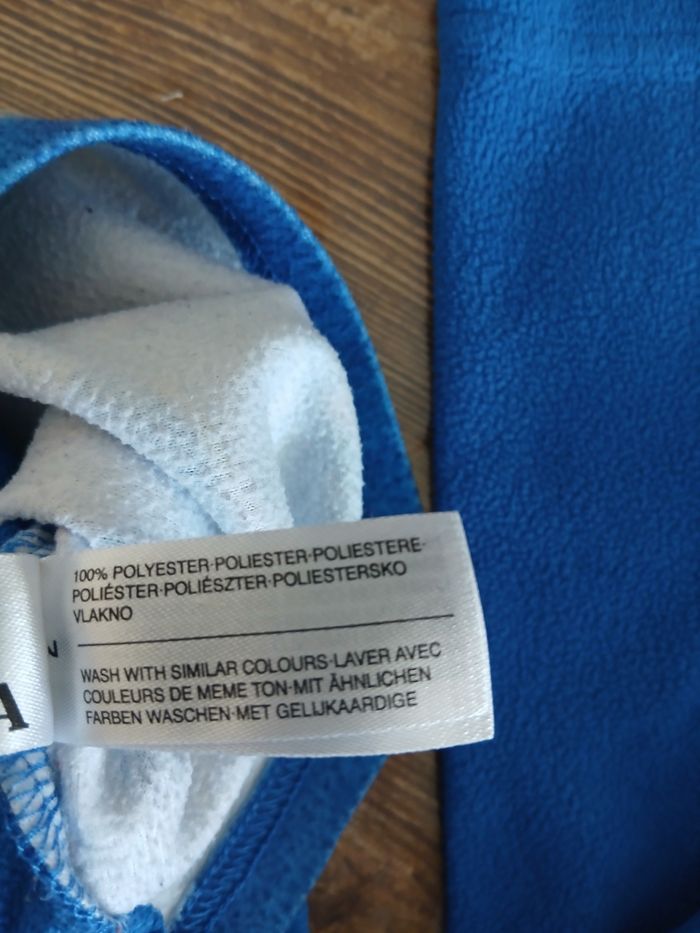 100% POLYESTER·POLIESTER·POLIESTERE·
POLIÉSTER·POLIÉSZTER·POLIESTERSKO
VLAKNO
WASH WITH SIMILAR COLOURS·LAVER AVEC
COULEURS DE MEME TON·MIT ÄHNLICHEN
FARBEN WASCHEN·MET GELIJKAARDIGE